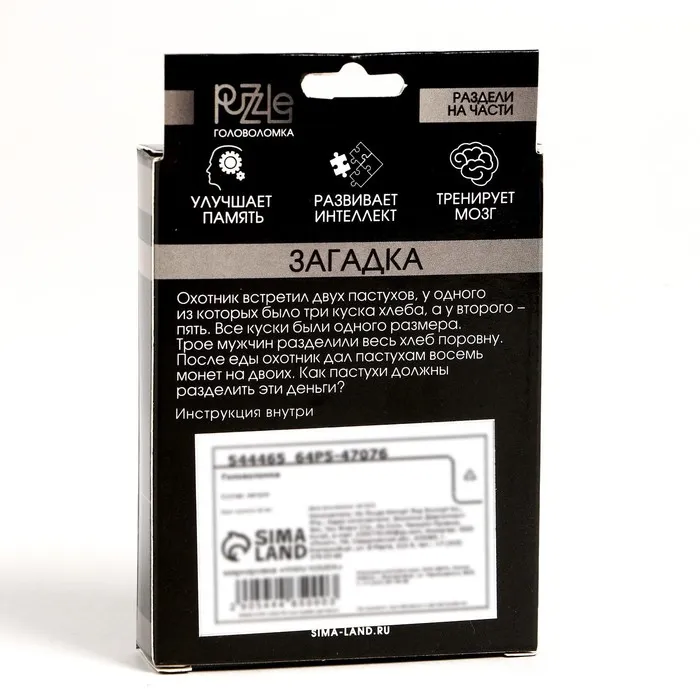 PUZZLE
ГОЛОВОЛОМКА
РАЗДЕЛИ
НА ЧАСТИ
УЛУЧШАЕТ
ПАМЯТЬ
РАЗВИВАЕТ
ИНТЕЛЛЕКТ
ТРЕНИРУЕТ
МОЗГ
ЗАГАДКА
Охотник встретил двух пастухов, у одного
из которых было три куска хлеба, а у второго –
пять. Все куски были одного размера.
Трое мужчин разделили весь хлеб поровну.
После еды охотник дал пастухам восемь
монет на двоих. Как пастухи должны
разделить эти деньги?
Инструкция внутри
544465 64PS-47076
Головоломка
SIMA
LAND
SIMA-LAND.RU